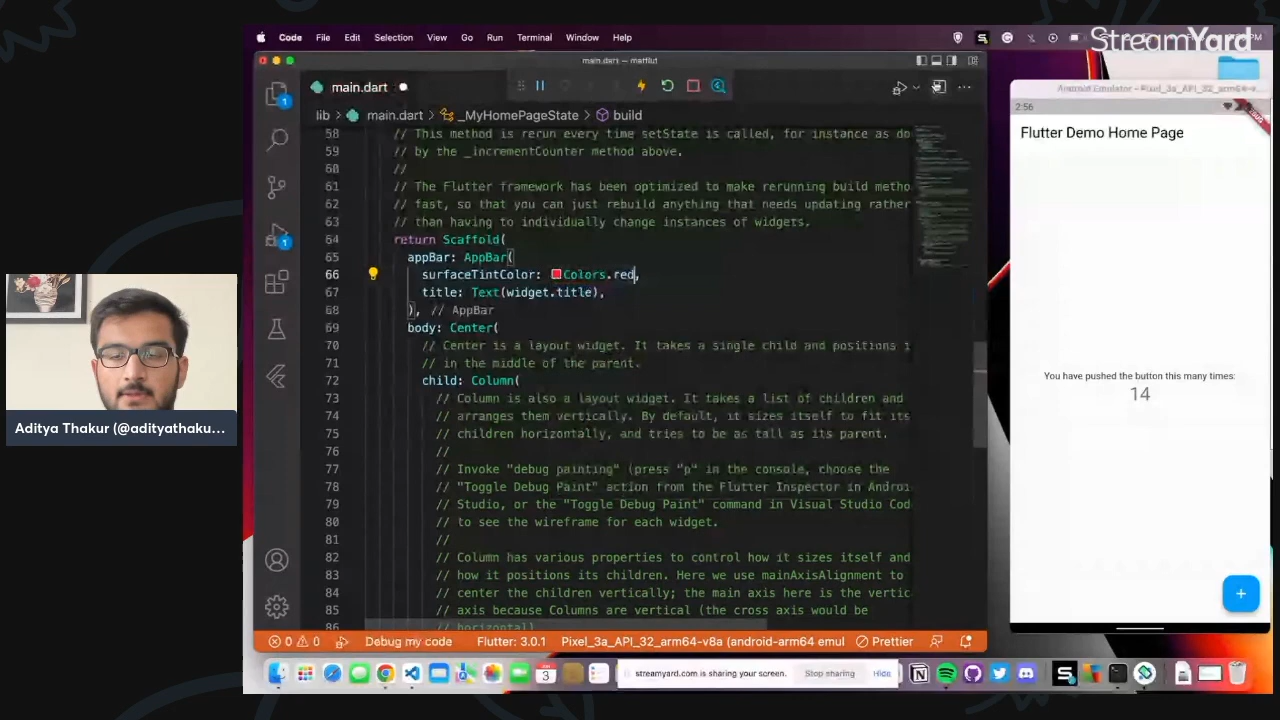 StreamYard
Code File Edit Selection View Go Run Terminal Window Help
main.dart — matflut
main.dart
lib main.dart _MyHomePageState build
58 // This method is rerun every time setState is called, for instance as do
59 // by the _incrementCounter method above.
60 //
61 // The Flutter framework has been optimized to make rerunning build metho
62 // fast, so that you can just rebuild anything that needs updating rather
63 // than having to individually change instances of widgets.
64 return Scaffold(
65 appBar: AppBar(
66 surfaceTintColor: Colors.red,
67 title: Text(widget.title),
68 ), // AppBar
69 body: Center(
70 // Center is a layout widget. It takes a single child and positions i
71 // in the middle of the parent.
72 child: Column(
73 // Column is also a layout widget. It takes a list of children and
74 // arranges them vertically. By default, it sizes itself to fit its
75 // children horizontally, and tries to be as tall as its parent.
76 //
77 // Invoke "debug painting" (press "p" in the console, choose the
78 // "Toggle Debug Paint" action from the Flutter Inspector in Androi
79 // Studio, or the "Toggle Debug Paint" command in Visual Studio Cod
80 // to see the wireframe for each widget.
81 //
82 // Column has various properties to control how it sizes itself and
83 // how it positions its children. Here we use mainAxisAlignment to
84 // center the children vertically; the main axis here is the vertic
85 // axis because Columns are vertical (the cross axis would be
86 // horizontal)
0 0 Debug my code Flutter: 3.0.1 Pixel_3a_API_32_arm64-v8a (android-arm64 emul Prettier
Android Emulator - Pixel_3a_API_32_arm64-v...
2:56
DEBUG
Flutter Demo Home Page
You have pushed the button this many times:
14
+
Aditya Thakur (@adityathaku...
3
streamyard.com is sharing your screen. Stop sharing Hide